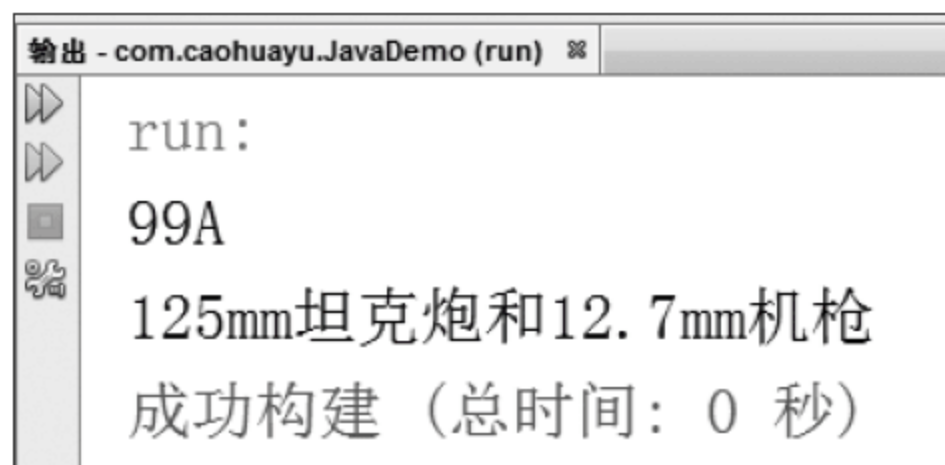 输出 - com.caohuayu.JavaDemo (run)
run:
99A
125mm坦克炮和12.7mm机枪
成功构建 (总时间: 0 秒)